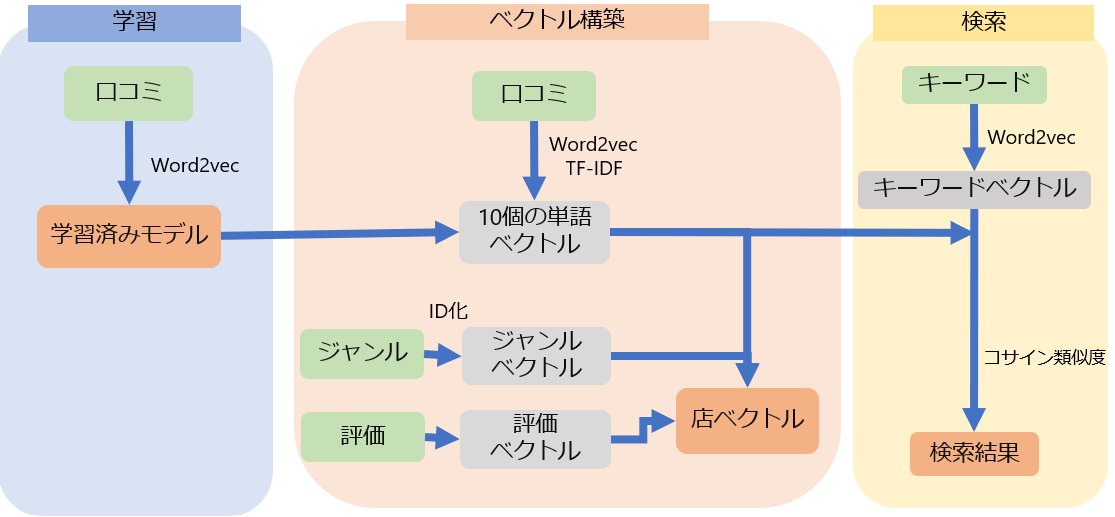 学習
口コミ
Word2vec
学習済みモデル
ベクトル構築
口コミ
Word2vec
TF-IDF
10個の単語
ベクトル
ID化
ジャンル
ジャンル
ベクトル
評価
評価
ベクトル
店ベクトル
検索
キーワード
Word2vec
キーワードベクトル
コサイン類似度
検索結果